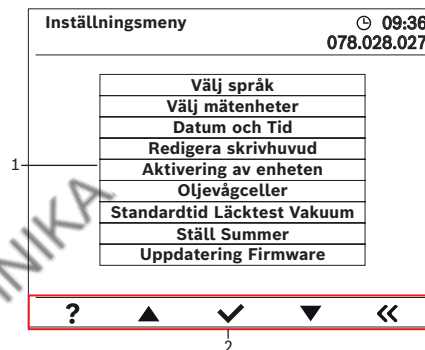 Inställningsmeny 09:36
078.028.027
Välj språk
Välj mätenheter
Datum och Tid
Redigera skrivhuvud
1
Aktivering av enheten
Oljevågceller
Standardtid Läcktest Vakuum
Ställ Summer
Uppdatering Firmware
?
2